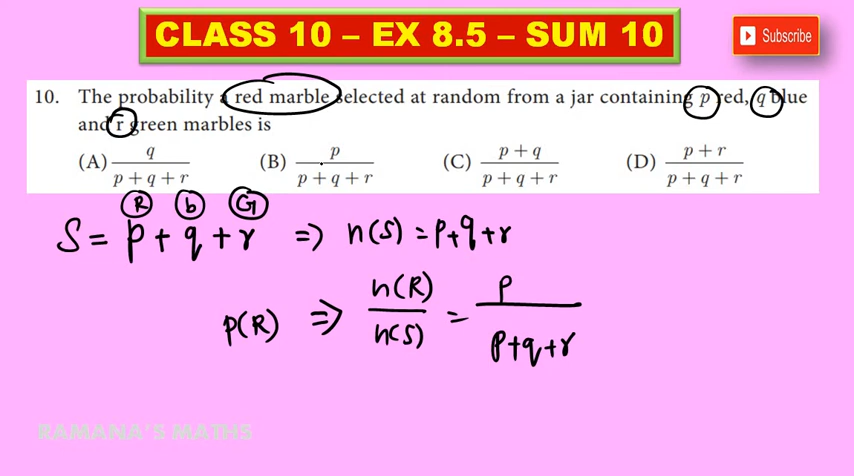 CLASS 10 – EX 8.5 – SUM 10
Subscribe
10. The probability a red marble selected at random from a jar containing p red, q blue
and r green marbles is
(A) q / p + q + r (B) p / p + q + r (C) p + q / p + q + r (D) p + r / p + q + r
R b G
S = p + q + r ⇒ n(S) = p+q+r
P(R) ⇒ n(R) / n(S) = p / p+q+r
RAMANA'S MATHS